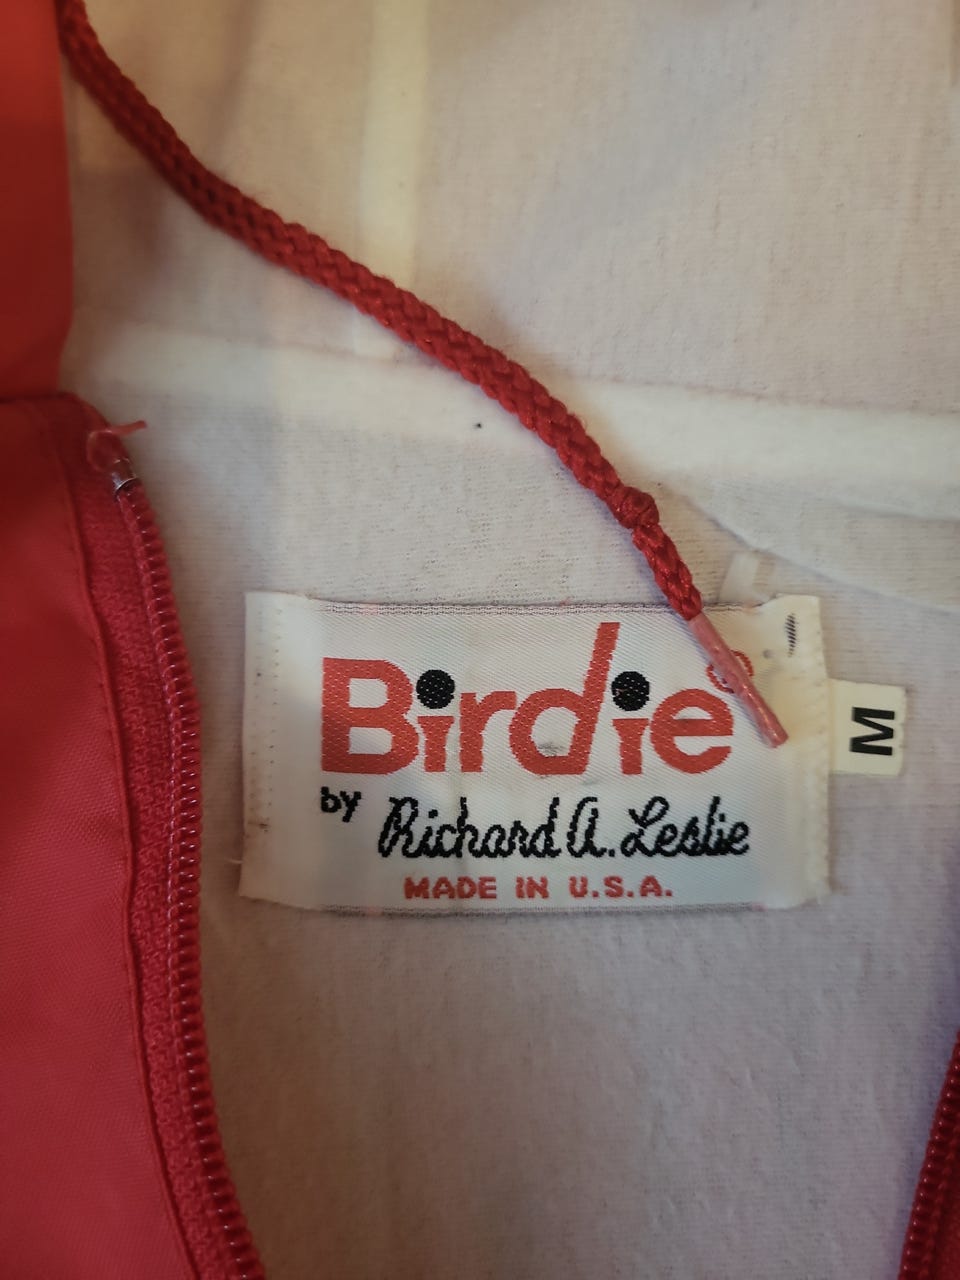 Birdie®
by Richard A. Leslie
MADE IN U.S.A.
M